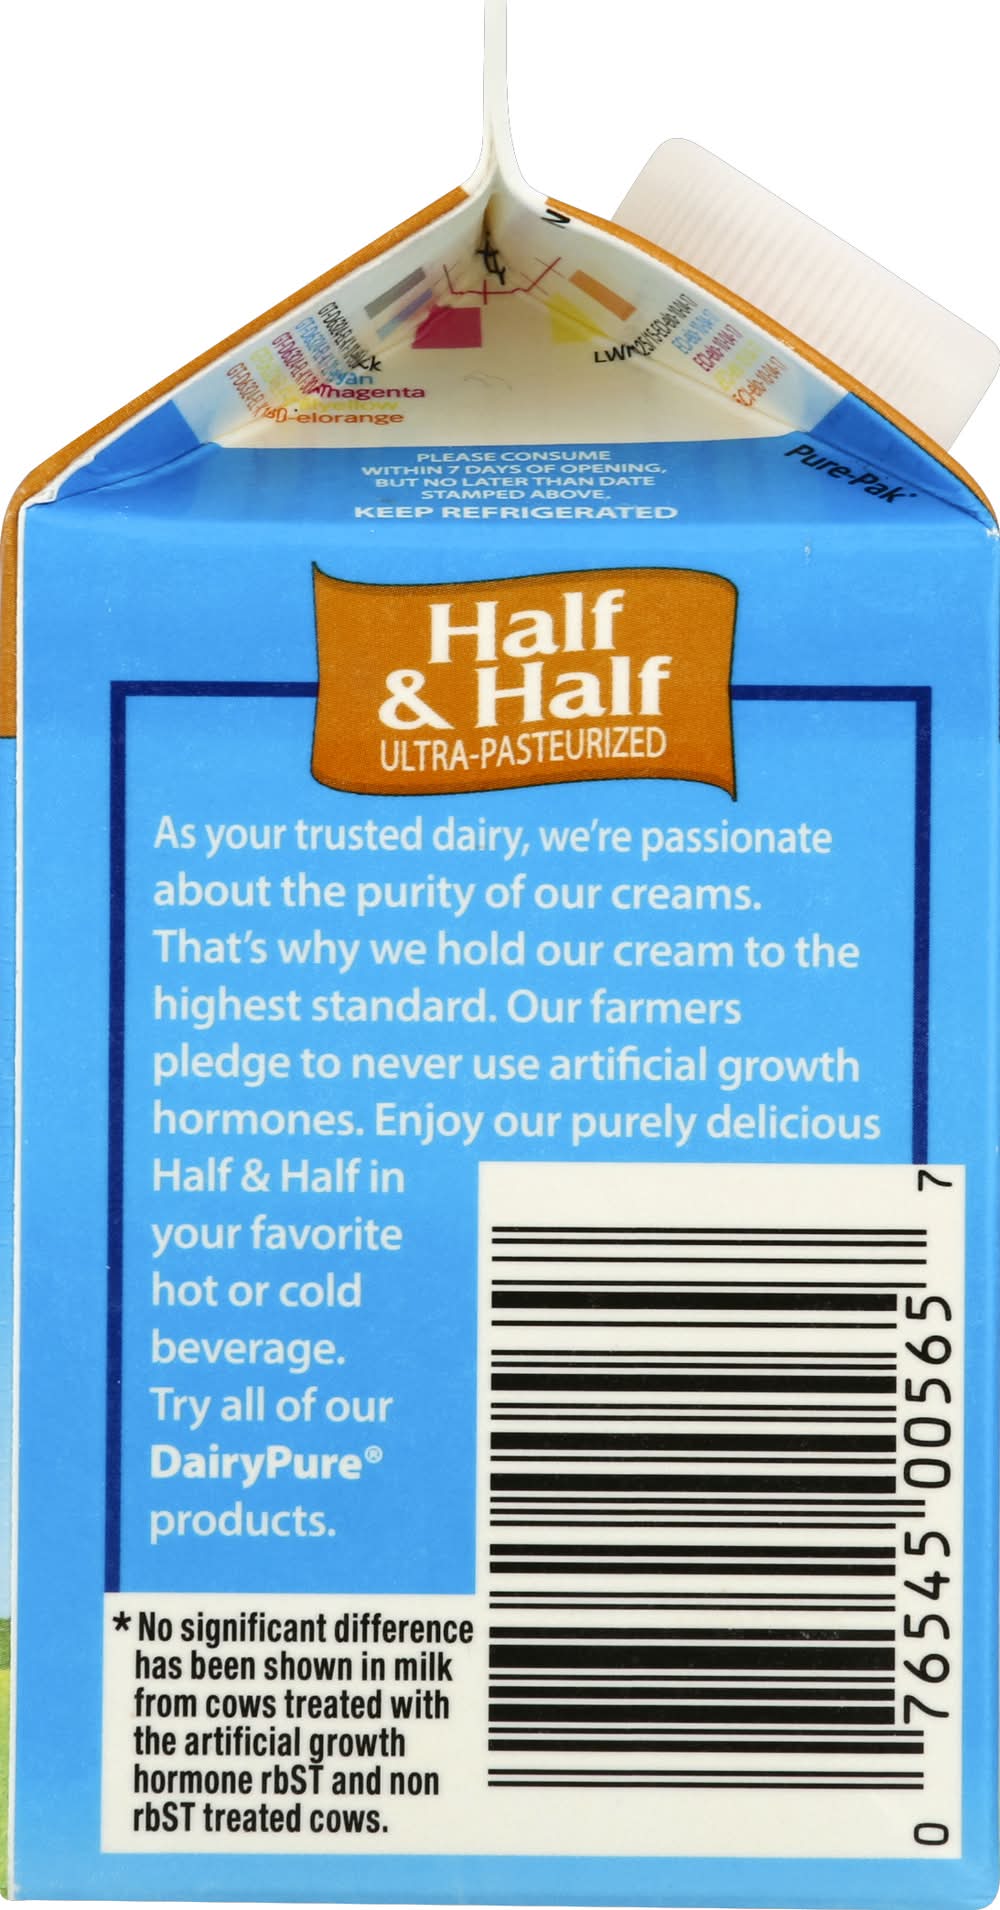 N
¢
LWM
magenta
yellow
PLEASE CONSUME
WITHIN 7 DAYS OF OPENING,
BUT NO LATER THAN DATE
STAMPED ABOVE.
KEEP REFRIGERATED
Pure-Pak®
Half
& Half
ULTRA-PASTEURIZED
As your trusted dairy, we're passionate
about the purity of our creams.
That's why we hold our cream to the
highest standard. Our farmers
pledge to never use artificial growth
hormones. Enjoy our purely delicious
Half & Half in
your favorite
hot or cold
beverage.
Try all of our
DairyPure®
products.
* No significant difference
has been shown in milk
from cows treated with
the artificial growth
hormone rbST and non
rbST treated cows.
0 76545 00565 7